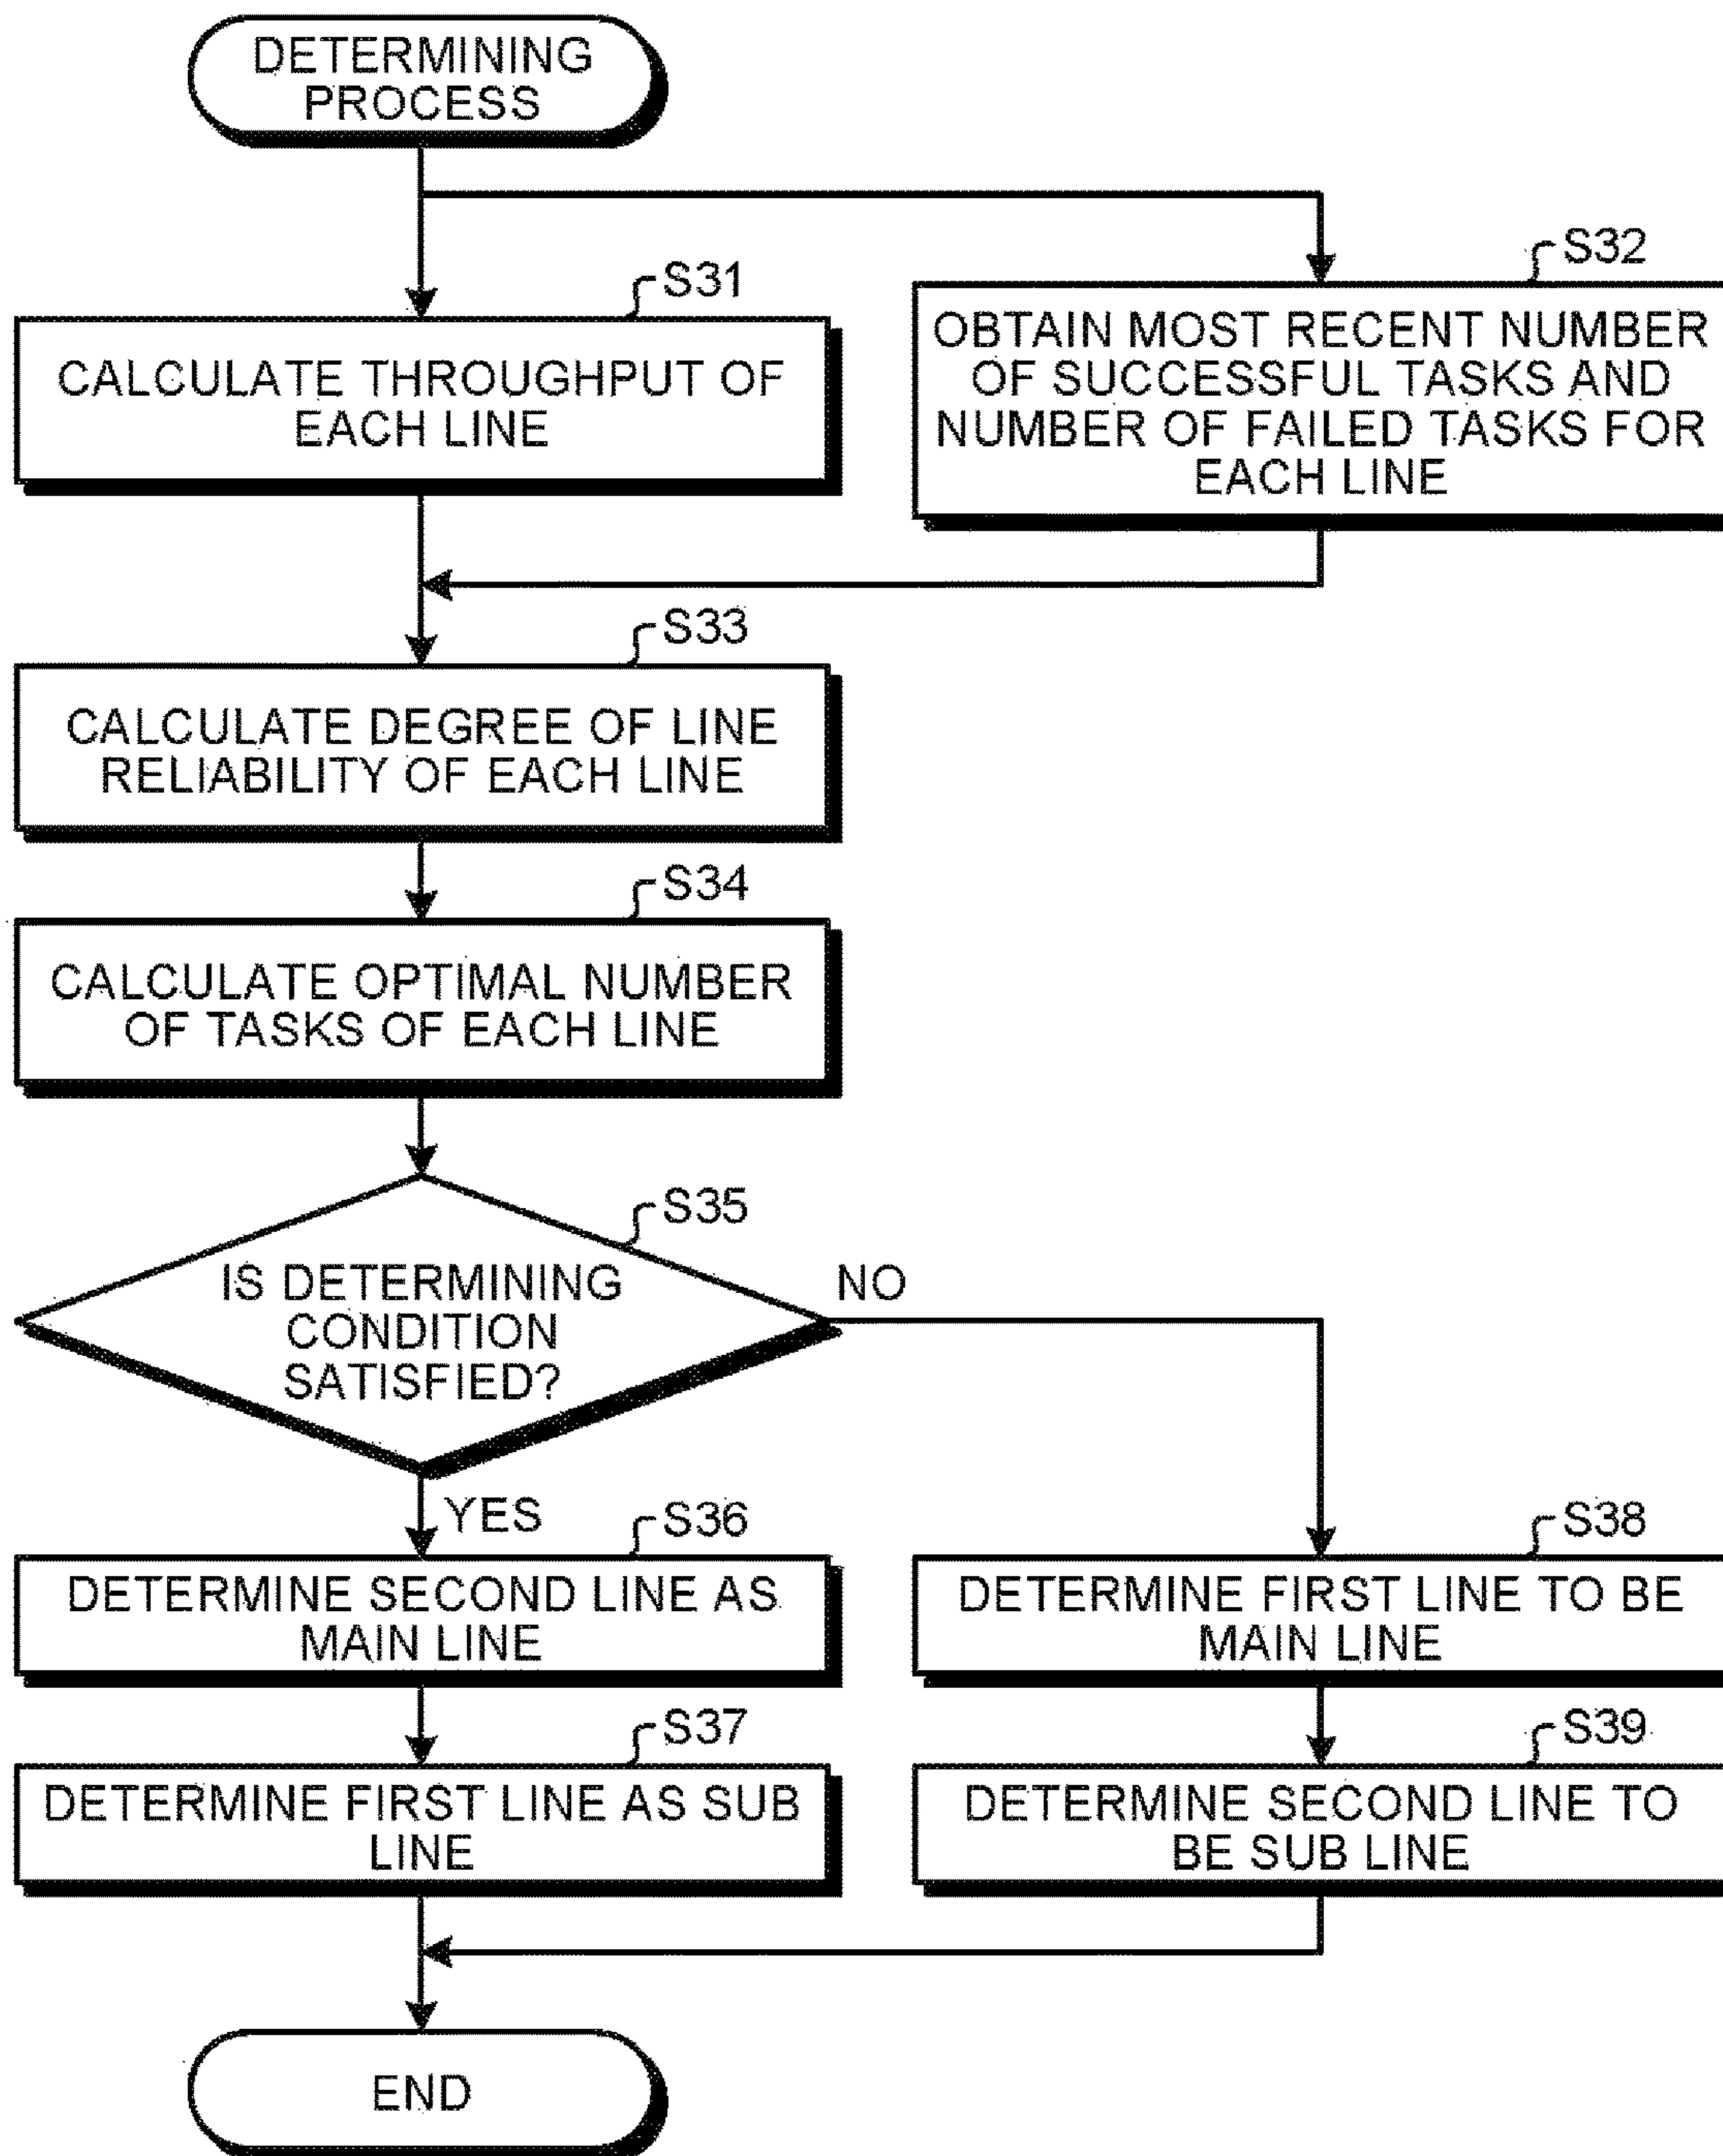 DETERMINING
PROCESS
S31
CALCULATE THROUGHPUT OF
EACH LINE
S32
OBTAIN MOST RECENT NUMBER
OF SUCCESSFUL TASKS AND
NUMBER OF FAILED TASKS FOR
EACH LINE
S33
CALCULATE DEGREE OF LINE
RELIABILITY OF EACH LINE
S34
CALCULATE OPTIMAL NUMBER
OF TASKS OF EACH LINE
S35
IS DETERMINING
CONDITION
SATISFIED?
NO
YES
S36
DETERMINE SECOND LINE AS
MAIN LINE
S37
DETERMINE FIRST LINE AS SUB
LINE
S38
DETERMINE FIRST LINE TO BE
MAIN LINE
S39
DETERMINE SECOND LINE TO
BE SUB LINE
END